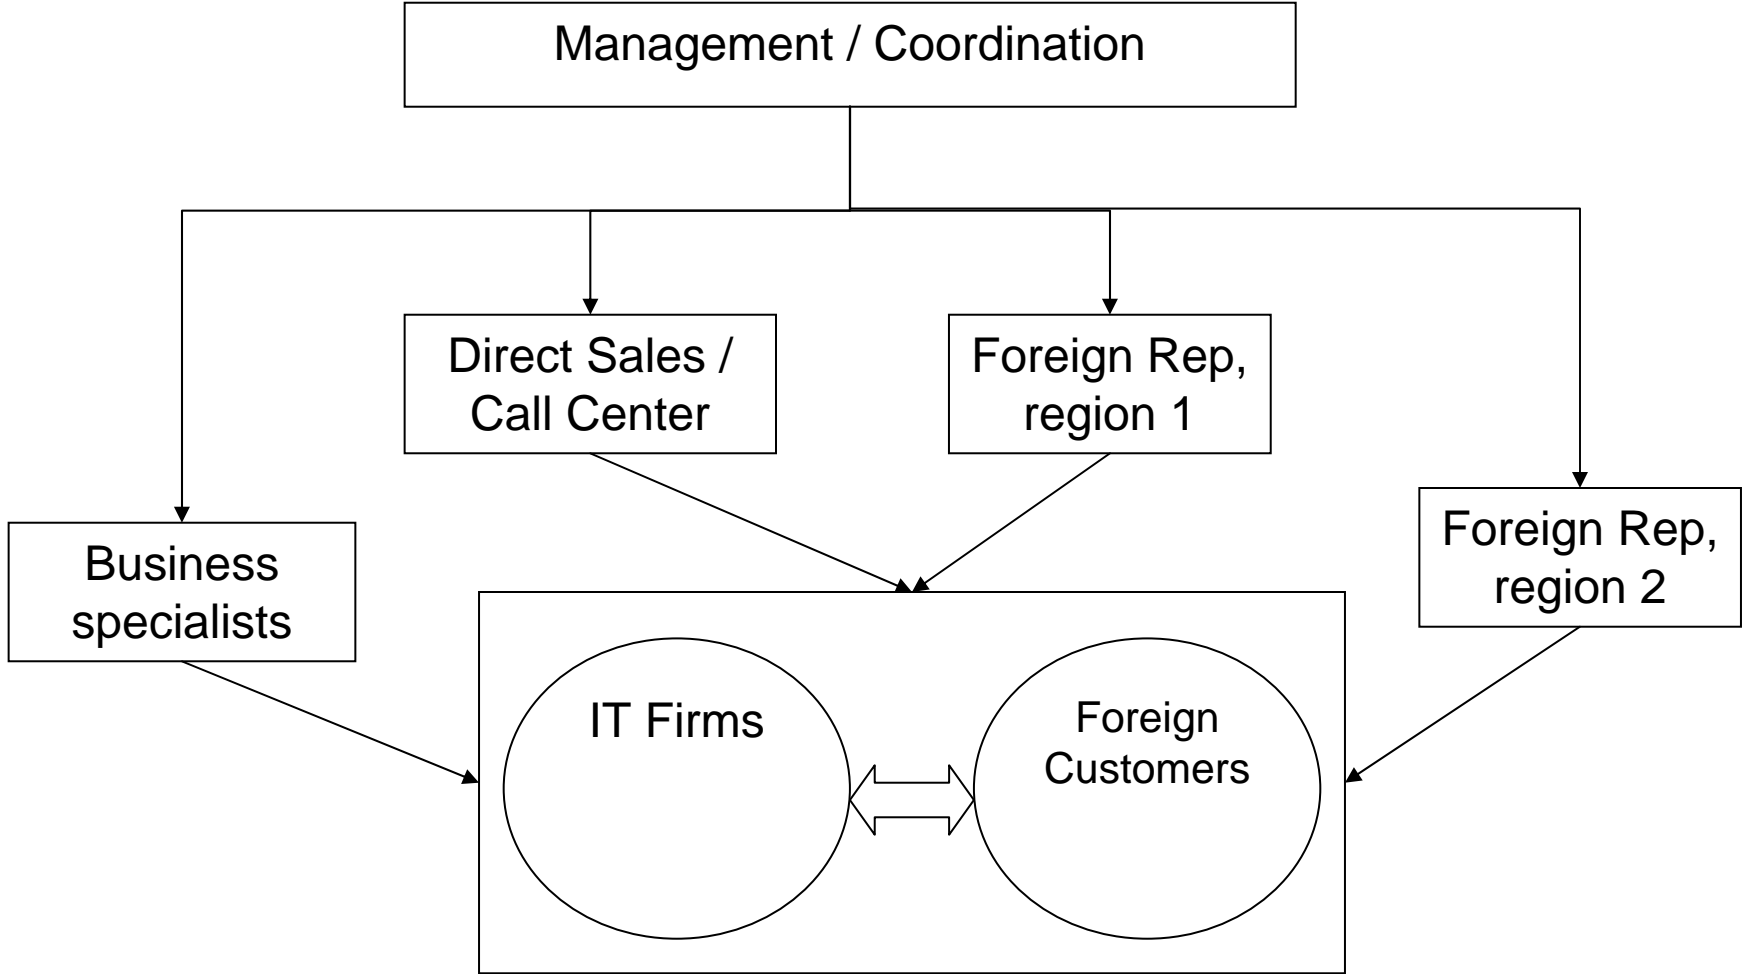 Management / Coordination
Direct Sales /
Call Center
Foreign Rep,
region 1
Business
specialists
Foreign Rep,
region 2
IT Firms
Foreign
Customers